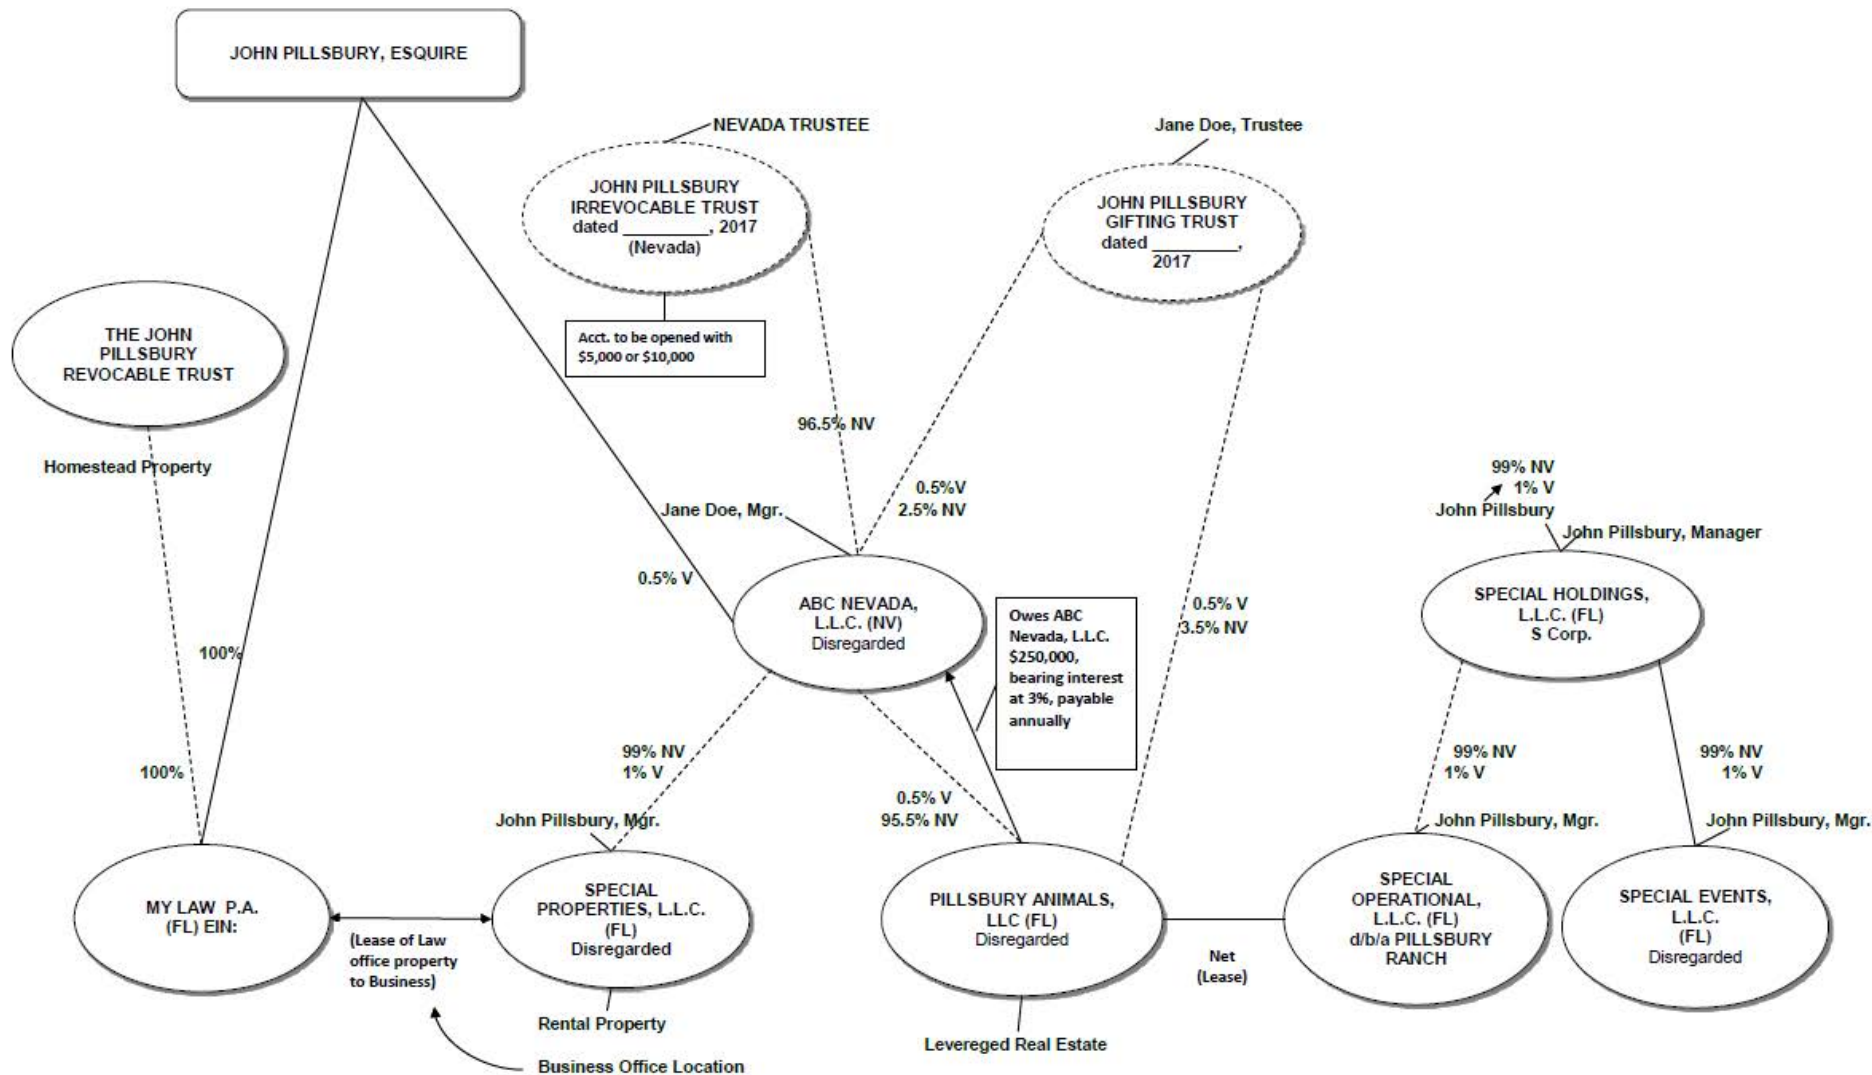 JOHN PILLSBURY, ESQUIRE
NEVADA TRUSTEE
Jane Doe, Trustee
JOHN PILLSBURY
IRREVOCABLE TRUST
dated _________, 2017
(Nevada)
JOHN PILLSBURY
GIFTING TRUST
dated _________,
2017
Acct. to be opened with
$5,000 or $10,000
THE JOHN
PILLSBURY
REVOCABLE TRUST
Homestead Property
96.5% NV
0.5%V
2.5% NV
Jane Doe, Mgr.
99% NV
1% V
John Pillsbury
John Pillsbury, Manager
0.5% V
ABC NEVADA,
L.L.C. (NV)
Disregarded
Owes ABC
Nevada, L.L.C.
$250,000,
bearing interest
at 3%, payable
annually
0.5% V
3.5% NV
SPECIAL HOLDINGS,
L.L.C. (FL)
S Corp.
100%
100%
99% NV
1% V
0.5% V
95.5% NV
99% NV
1% V
99% NV
1% V
John Pillsbury, Mgr.
John Pillsbury, Mgr.
John Pillsbury, Mgr.
MY LAW P.A.
(FL) EIN:
(Lease of Law
office property
to Business)
SPECIAL
PROPERTIES, L.L.C.
(FL)
Disregarded
PILLSBURY ANIMALS,
LLC (FL)
Disregarded
Net
(Lease)
SPECIAL
OPERATIONAL,
L.L.C. (FL)
d/b/a PILLSBURY
RANCH
SPECIAL EVENTS,
L.L.C.
(FL)
Disregarded
Rental Property
Levereged Real Estate
Business Office Location